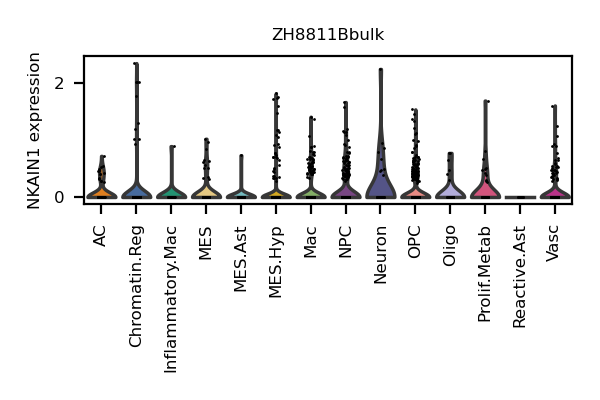 ZH8811Bbulk
NKAIN1 expression
2
0
AC
Chromatin.Reg
Inflammatory.Mac
MES
MES.Ast
MES.Hyp
Mac
NPC
Neuron
OPC
Oligo
Prolif.Metab
Reactive.Ast
Vasc